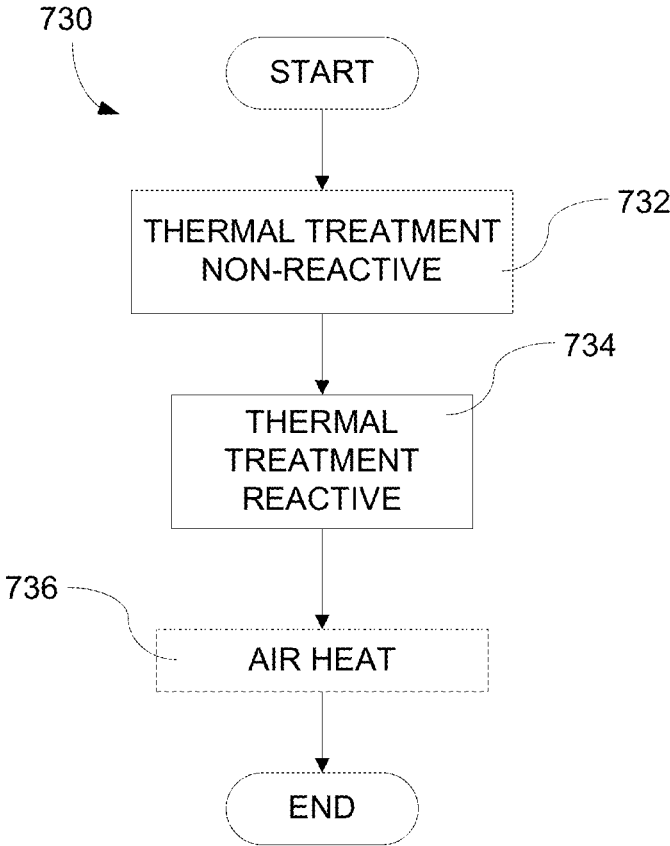 730
START
THERMAL TREATMENT
NON-REACTIVE
732
734
THERMAL
TREATMENT
REACTIVE
736
AIR HEAT
END